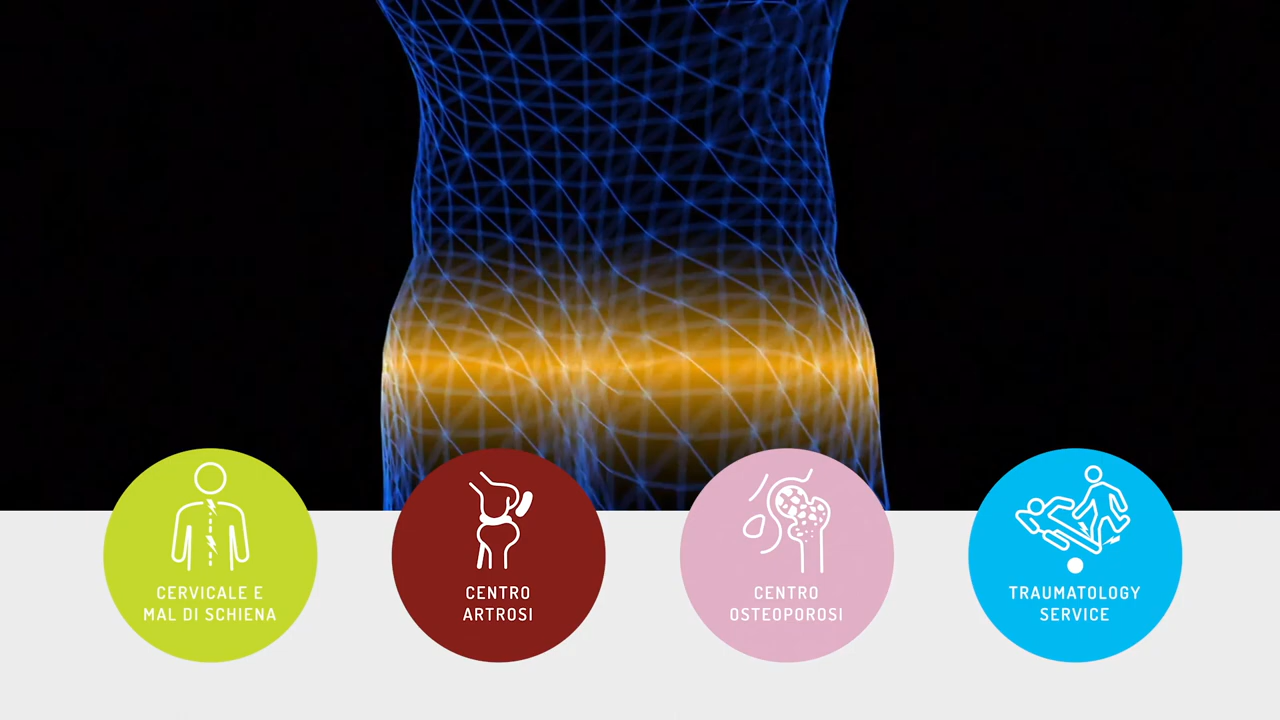 CERVICALE E
MAL DI SCHIENA
CENTRO
ARTROSI
CENTRO
OSTEOPOROSI
TRAUMATOLOGY
SERVICE